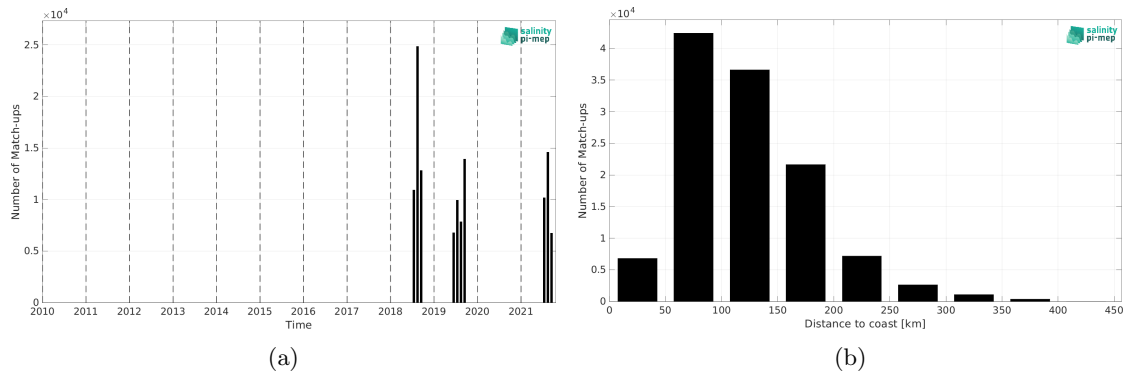 ×10⁴
2.5
2
1.5
1
0.5
0
2010 2011 2012 2013 2014 2015 2016 2017 2018 2019 2020 2021
Time
Number of Match-ups
salinity
pi-mep
(a)
×10⁴
4
3.5
3
2.5
2
1.5
1
0.5
0
0 50 100 150 200 250 300 350 400 450
Distance to coast [km]
Number of Match-ups
salinity
pi-mep
(b)